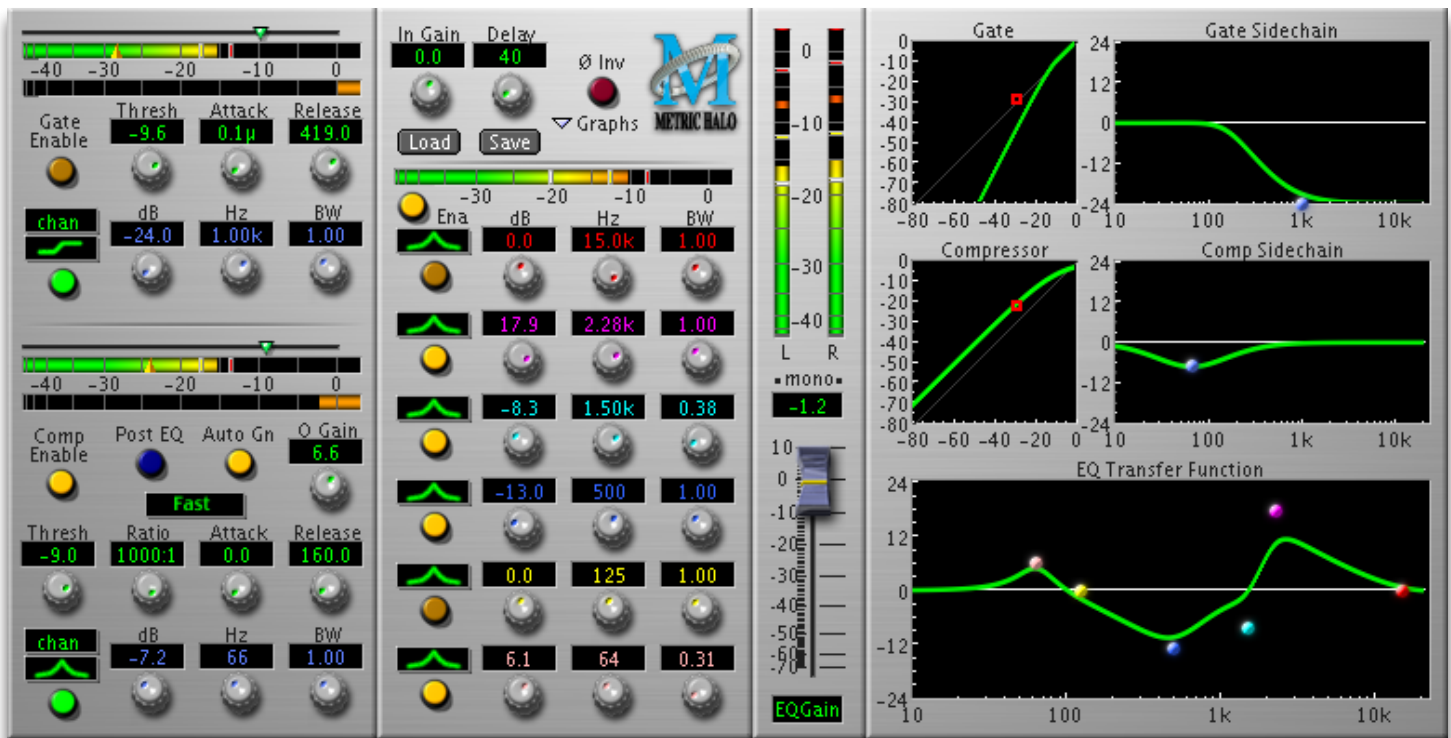 -40 -30 -20 -10 0
Gate Enable
Thresh Attack Release
-9.6 0.1µ 419.0
chan
dB Hz BW
-24.0 1.00k 1.00
-40 -30 -20 -10 0
Comp Enable
Post EQ Auto Gn O Gain
6.6
Fast
Thresh Ratio Attack Release
-9.0 1000:1 0.0 160.0
chan
dB Hz BW
-7.2 66 1.00
In Gain Delay
0.0 40
Ø Inv
Graphs
METRIC HALO
Load Save
-30 -20 -10 0
Ena dB Hz BW
0.0 15.0k 1.00
17.9 2.28k 1.00
-8.3 1.50k 0.38
-13.0 500 1.00
0.0 125 1.00
6.1 64 0.31
0
-10
-20
-30
-40
L R
mono
-1.2
10
0
-10
-20
-30
-40
-50
-70
EQGain
Gate
0
-10
-20
-30
-40
-50
-60
-70
-80
-80 -60 -40 -20 0
Gate Sidechain
24
12
0
-12
-24
10 100 1k 10k
Compressor
0
-10
-20
-30
-40
-50
-60
-70
-80
-80 -60 -40 -20 0
Comp Sidechain
24
12
0
-12
-24
10 100 1k 10k
EQ Transfer Function
24
12
0
-12
-24
10 100 1k 10k